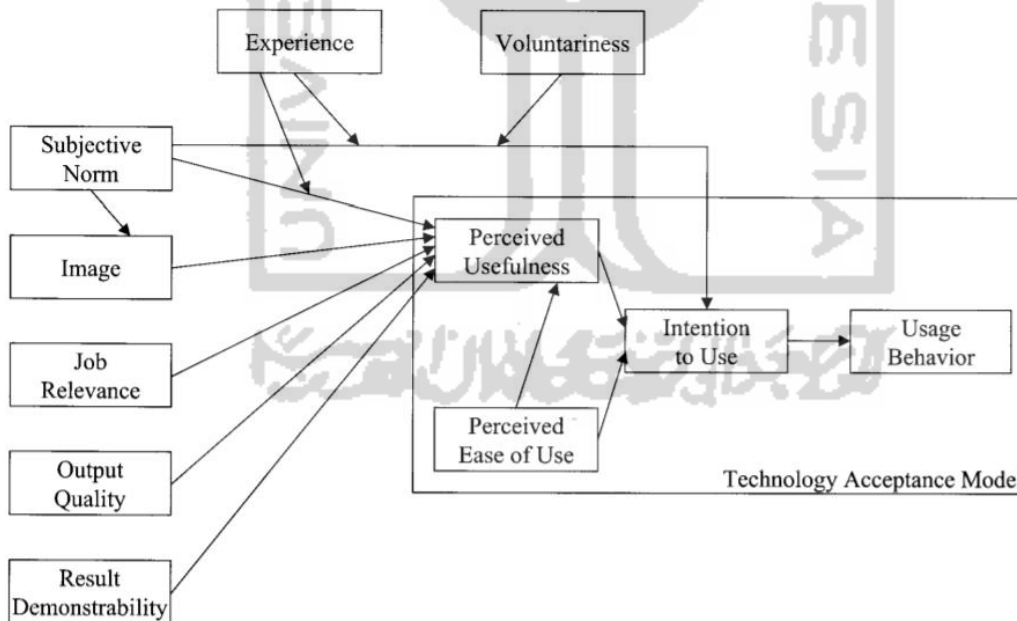 Experience
Voluntariness
Subjective
Norm
Image
Job
Relevance
Output
Quality
Result
Demonstrability
Perceived
Usefulness
Perceived
Ease of Use
Intention
to Use
Usage
Behavior
Technology Acceptance Mode
ESIA